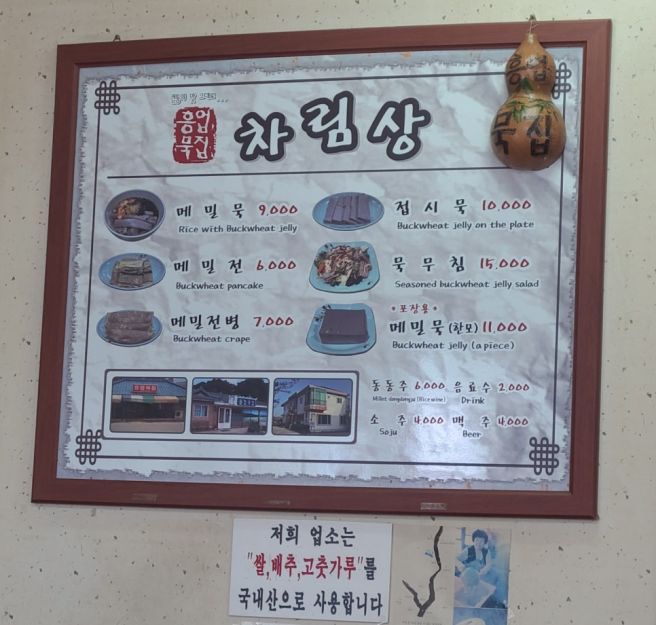 흥업
묵집
차림상
흥업
묵집
메밀묵 9,000
Rice with Buckwheat jelly
접시묵 10,000
Buckwheat jelly on the plate
메밀전 6,000
Buckwheat pancake
묵무침 15,000
Seasoned buckwheat jelly salad
메밀전병 7,000
Buckwheat crape
* 포장용 *
메밀묵 (한모) 11,000
Buckwheat jelly (a piece)
동동주 6,000 음료수 2,000
Drink
소주 4,000 맥주 4,000
Soju Beer
저희 업소는
"쌀,배추,고춧가루"를
국내산으로 사용합니다